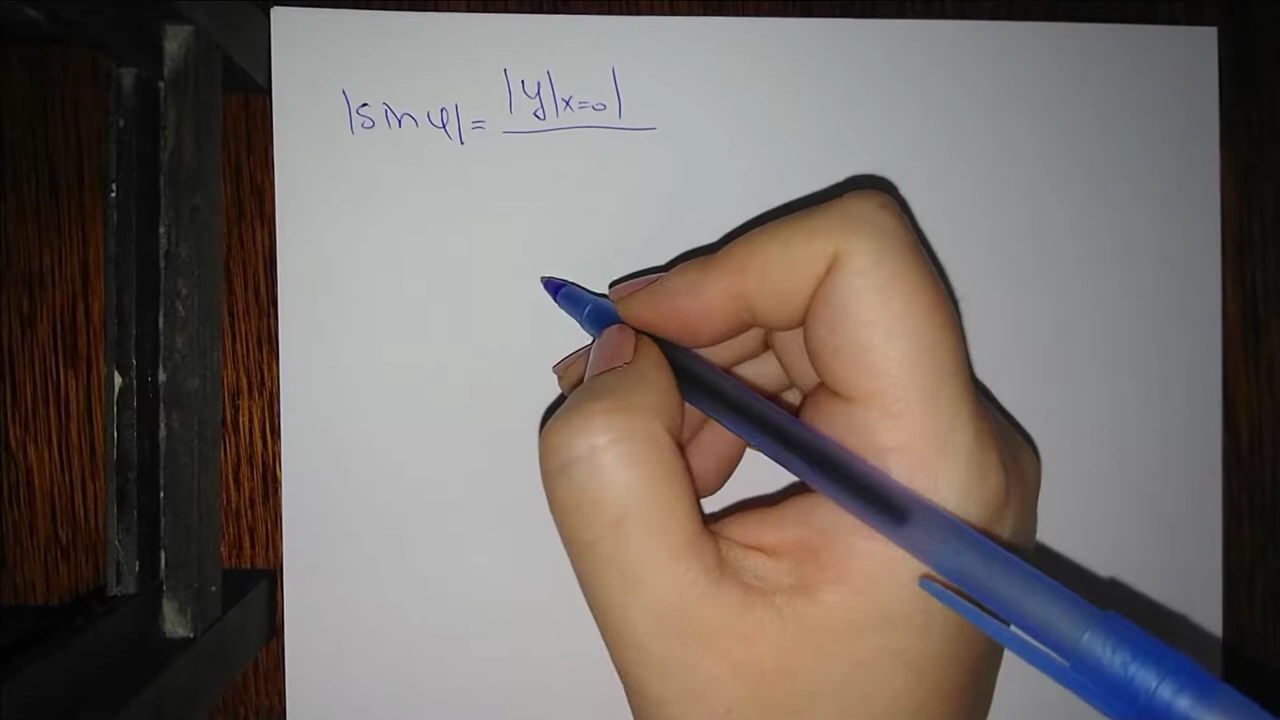 |sin φ| = |y|x=0|